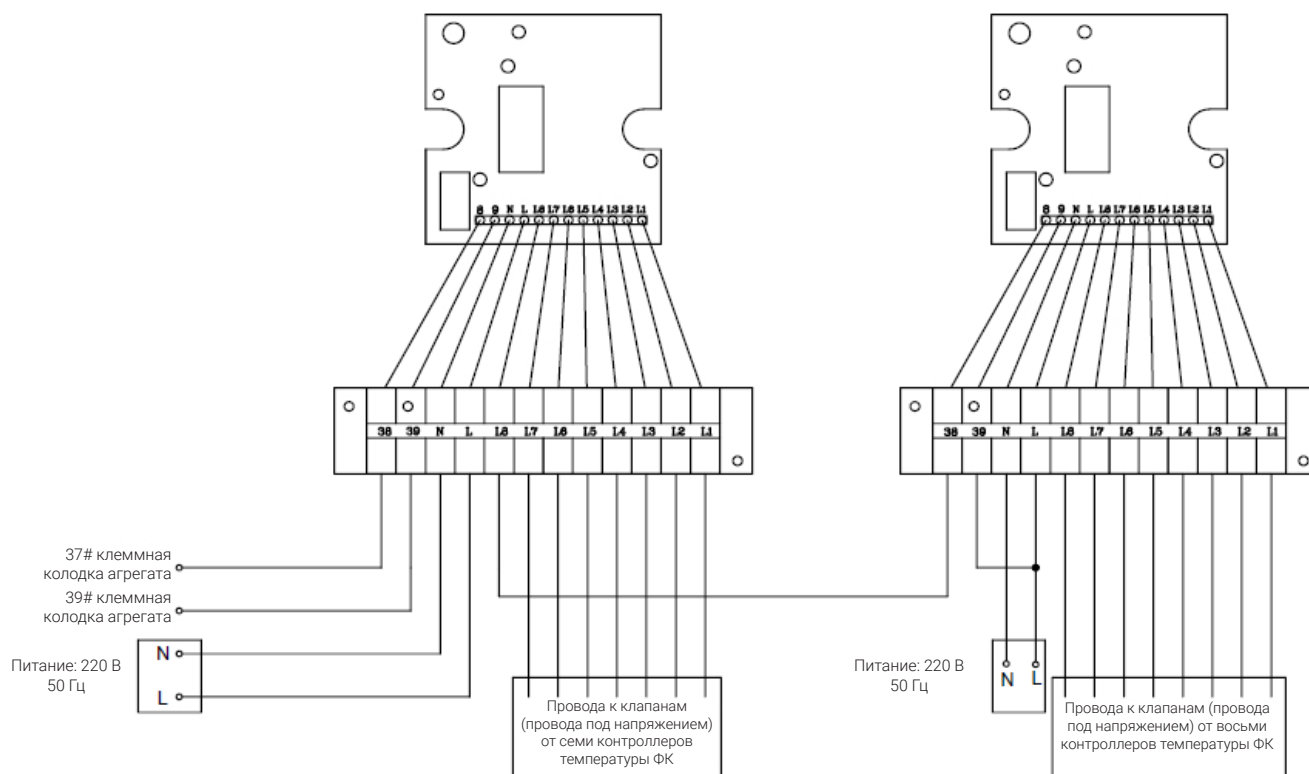 8 9 N L L8 L7 L6 L5 L4 L3 L2 L1
8 9 N L L8 L7 L6 L5 L4 L3 L2 L1
38 39 N L L8 L7 L6 L5 L4 L3 L2 L1
38 39 N L L8 L7 L6 L5 L4 L3 L2 L1
37# клеммная
колодка агрегата
39# клеммная
колодка агрегата
Питание: 220 В
50 Гц
N
L
Провода к клапанам
(провода под напряжением)
от семи контроллеров
температуры ФК
Питание: 220 В
50 Гц
N L
Провода к клапанам (провода
под напряжением) от восьми
контроллеров температуры ФК